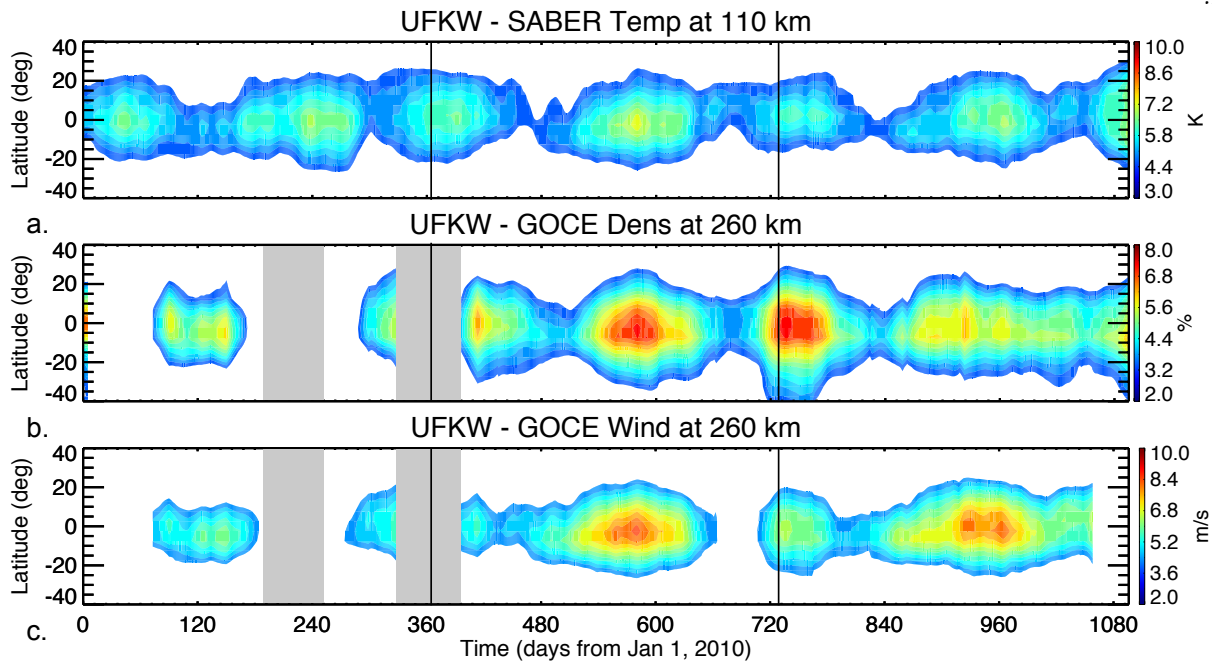 UFKW - SABER Temp at 110 km
40
20
0
-20
-40
Latitude (deg)
10.0
8.6
7.2
5.8
4.4
3.0
K
a.
UFKW - GOCE Dens at 260 km
40
20
0
-20
-40
Latitude (deg)
8.0
6.8
5.6
4.4
3.2
2.0
%
b.
UFKW - GOCE Wind at 260 km
40
20
0
-20
-40
Latitude (deg)
10.0
8.4
6.8
5.2
3.6
2.0
m/s
c.
0 120 240 360 480 600 720 840 960 1080
Time (days from Jan 1, 2010)